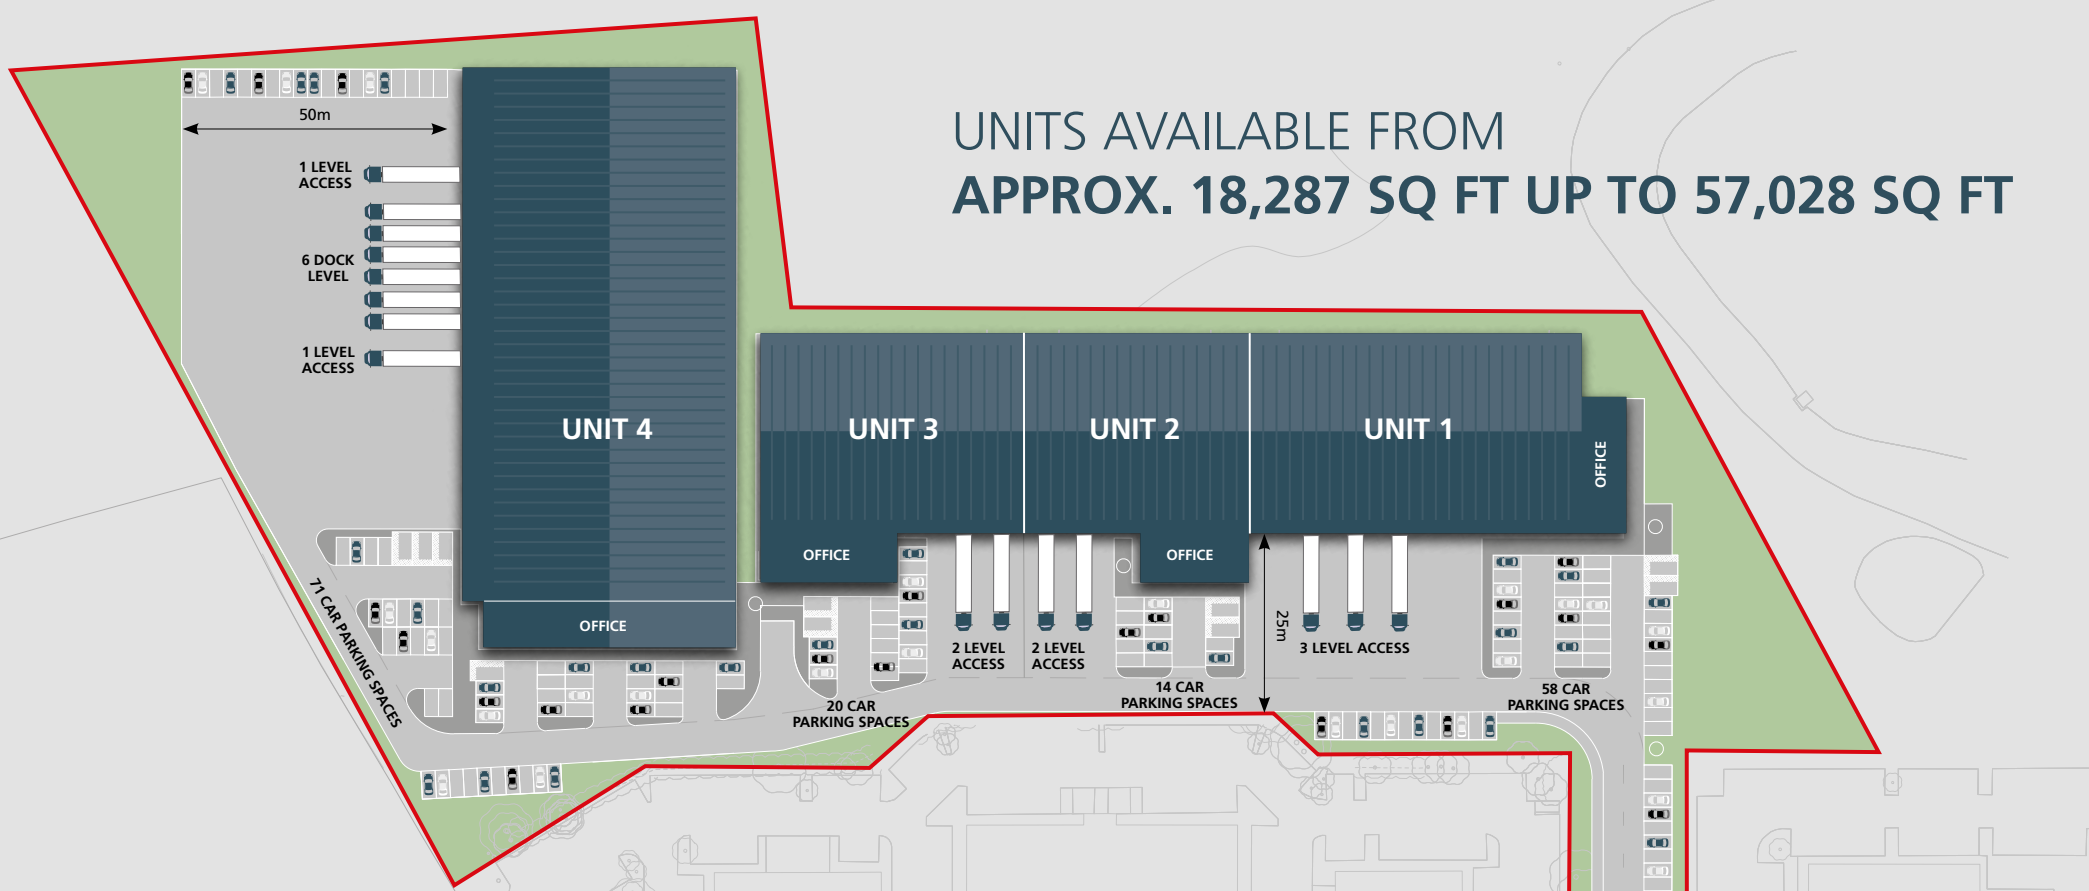 UNITS AVAILABLE FROM
APPROX. 18,287 SQ FT UP TO 57,028 SQ FT
50m
1 LEVEL
ACCESS
6 DOCK
LEVEL
1 LEVEL
ACCESS
UNIT 4
UNIT 3
UNIT 2
UNIT 1
OFFICE
OFFICE
OFFICE
OFFICE
71 CAR PARKING SPACES
25m
2 LEVEL
ACCESS
2 LEVEL
ACCESS
3 LEVEL ACCESS
20 CAR
PARKING SPACES
14 CAR
PARKING SPACES
58 CAR
PARKING SPACES